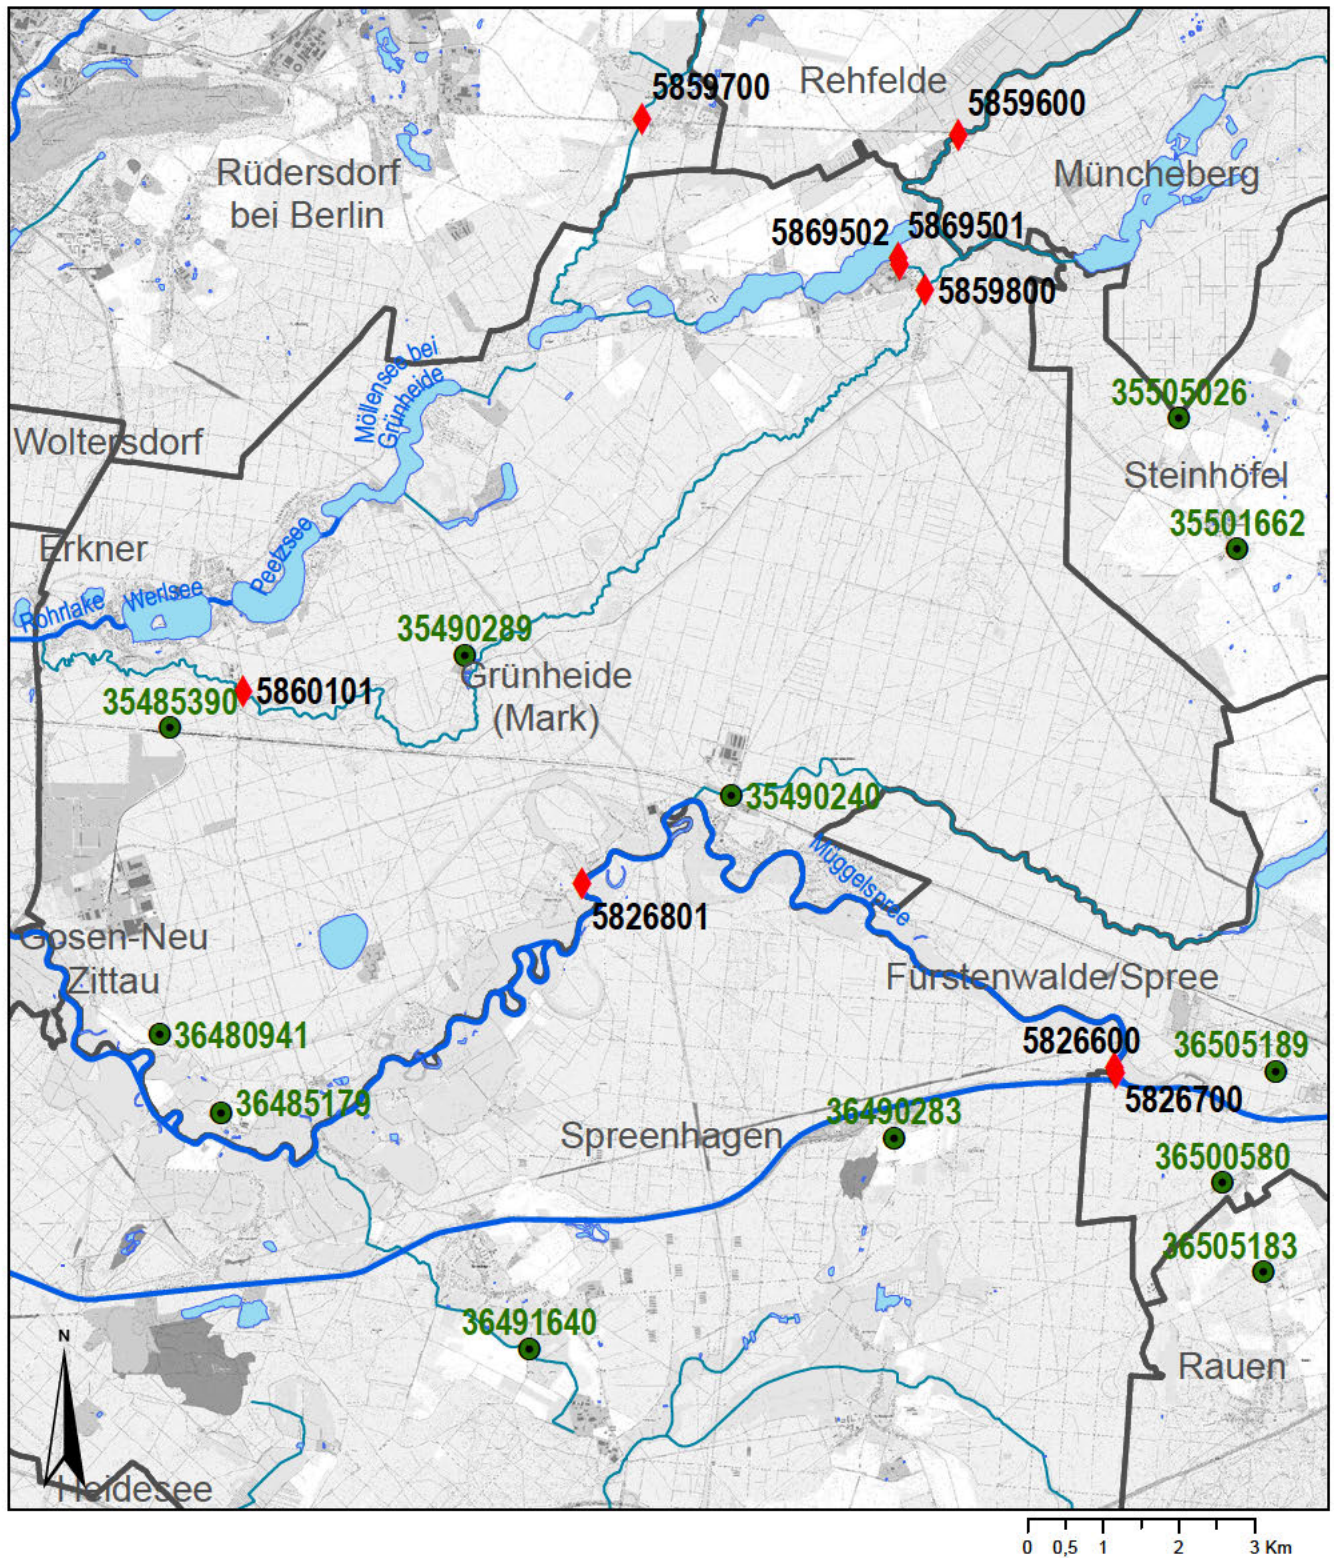 5859700
Rehfelde
5859600
Rüdersdorf
bei Berlin
Müncheberg
5869502
5869501
5859800
Möllensee bei
Grünheide
35505026
Woltersdorf
Steinhöfel
35501662
Erkner
Peetzsee
Werlsee
Rohrlake
35490289
Grünheide
(Mark)
5860101
35485390
35490240
Müggelspree
5826801
Gosen-Neu
Zittau
Fürstenwalde/Spree
36480941
5826600
36505189
36485179
36490283
5826700
Spreenhagen
36500580
36505183
36491640
N
Rauen
Heidesee
0 0,5 1 2 3 Km